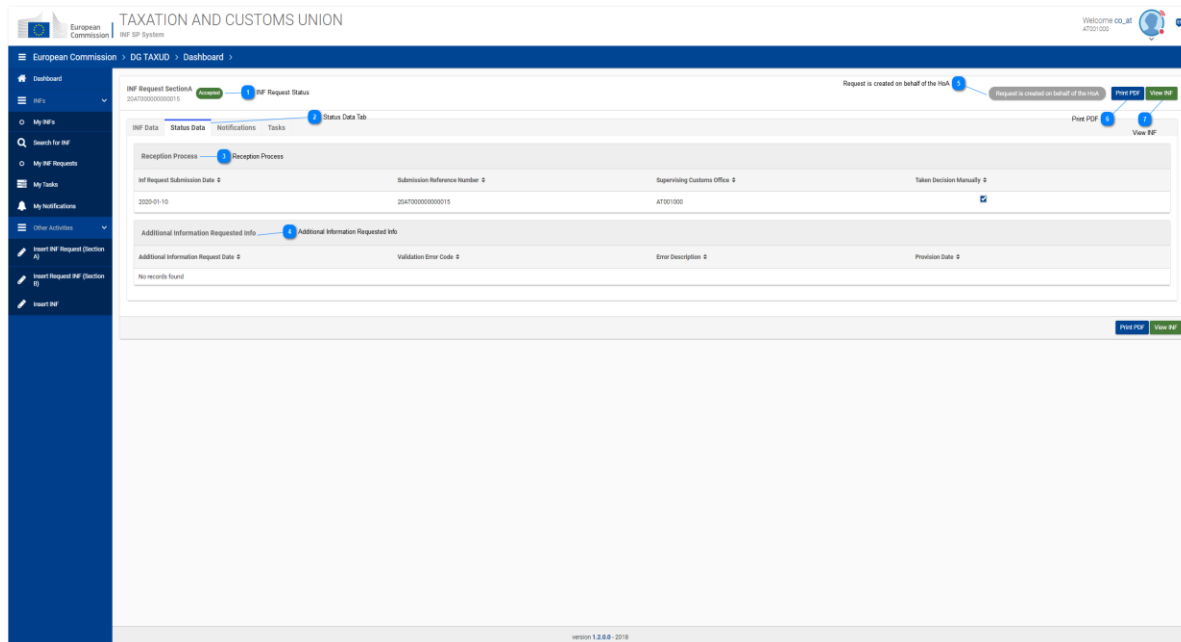 European
Commission
TAXATION AND CUSTOMS UNION
INF SP System
Welcome co_at
AT001000
European Commission > DG TAXUD > Dashboard >
Dashboard
INFs
My INFs
Search for INF
My INF Requests
My Tasks
My Notifications
Other Activities
Insert INF Request (Section
A)
Insert Request INF (Section
B)
Insert INF
INF Request SectionA
20AT000000000015
Accepted
1 INF Request Status
Request is created on behalf of the HoA 5
Request is created on behalf of the HoA
Print PDF View INF
Print PDF 6
7
View INF
2 Status Data Tab
INF Data Status Data Notifications Tasks
Reception Process 3 Reception Process
Inf Request Submission Date Submission Reference Number Supervising Customs Office Taken Decision Manually
2020-01-10 20AT000000000015 AT001000
Additional Information Requested Info 4 Additional Information Requested Info
Additional Information Request Date Validation Error Code Error Description Provision Date
No records found
Print PDF View INF
version 1.2.0.0 - 2018